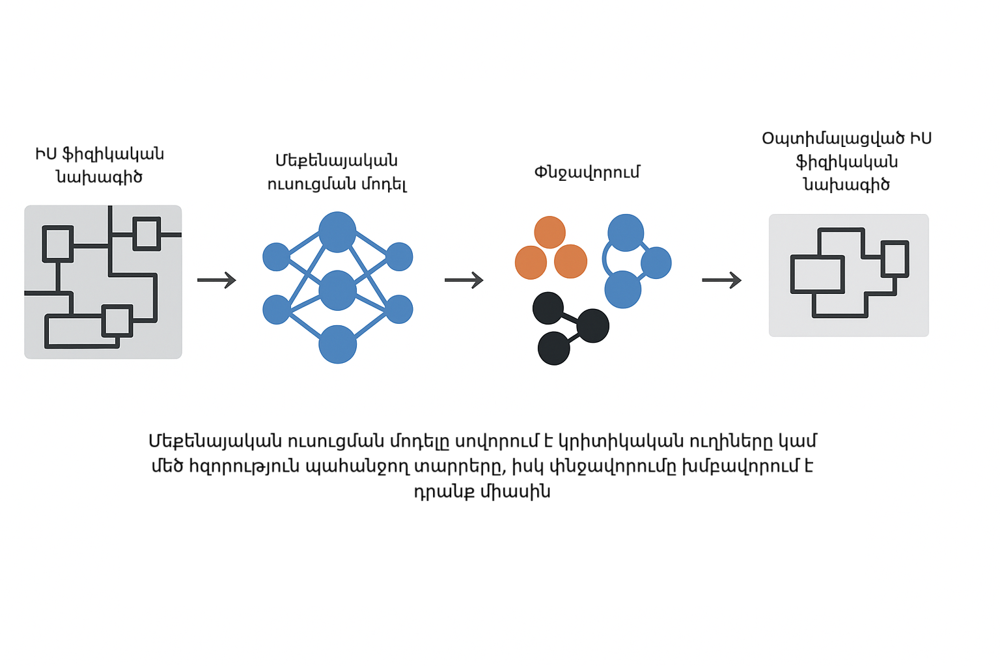 ԻՍ ֆիզիկական
նախագիծ
Մեքենայական
ուսուցման մոդել
Փնջավորում
Օպտիմալացված ԻՍ
ֆիզիկական
նախագիծ
Մեքենայական ուսուցման մոդելը սովորում է կրիտիկական ուղիները կամ
մեծ հզորություն պահանջող տարրերը, իսկ փնջավորումը խմբավորում է
դրանք միասին